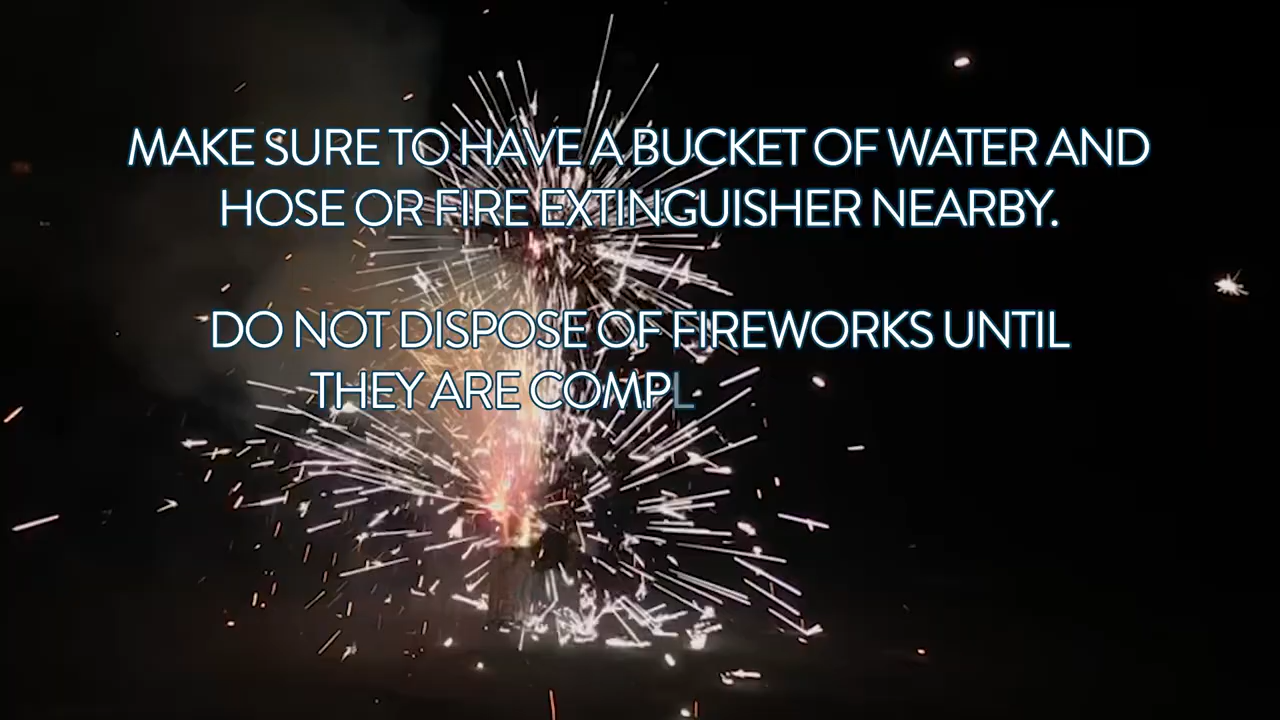 MAKE SURE TO HAVE A BUCKET OF WATER AND
HOSE OR FIRE EXTINGUISHER NEARBY.
DO NOT DISPOSE OF FIREWORKS UNTIL
THEY ARE COMPL